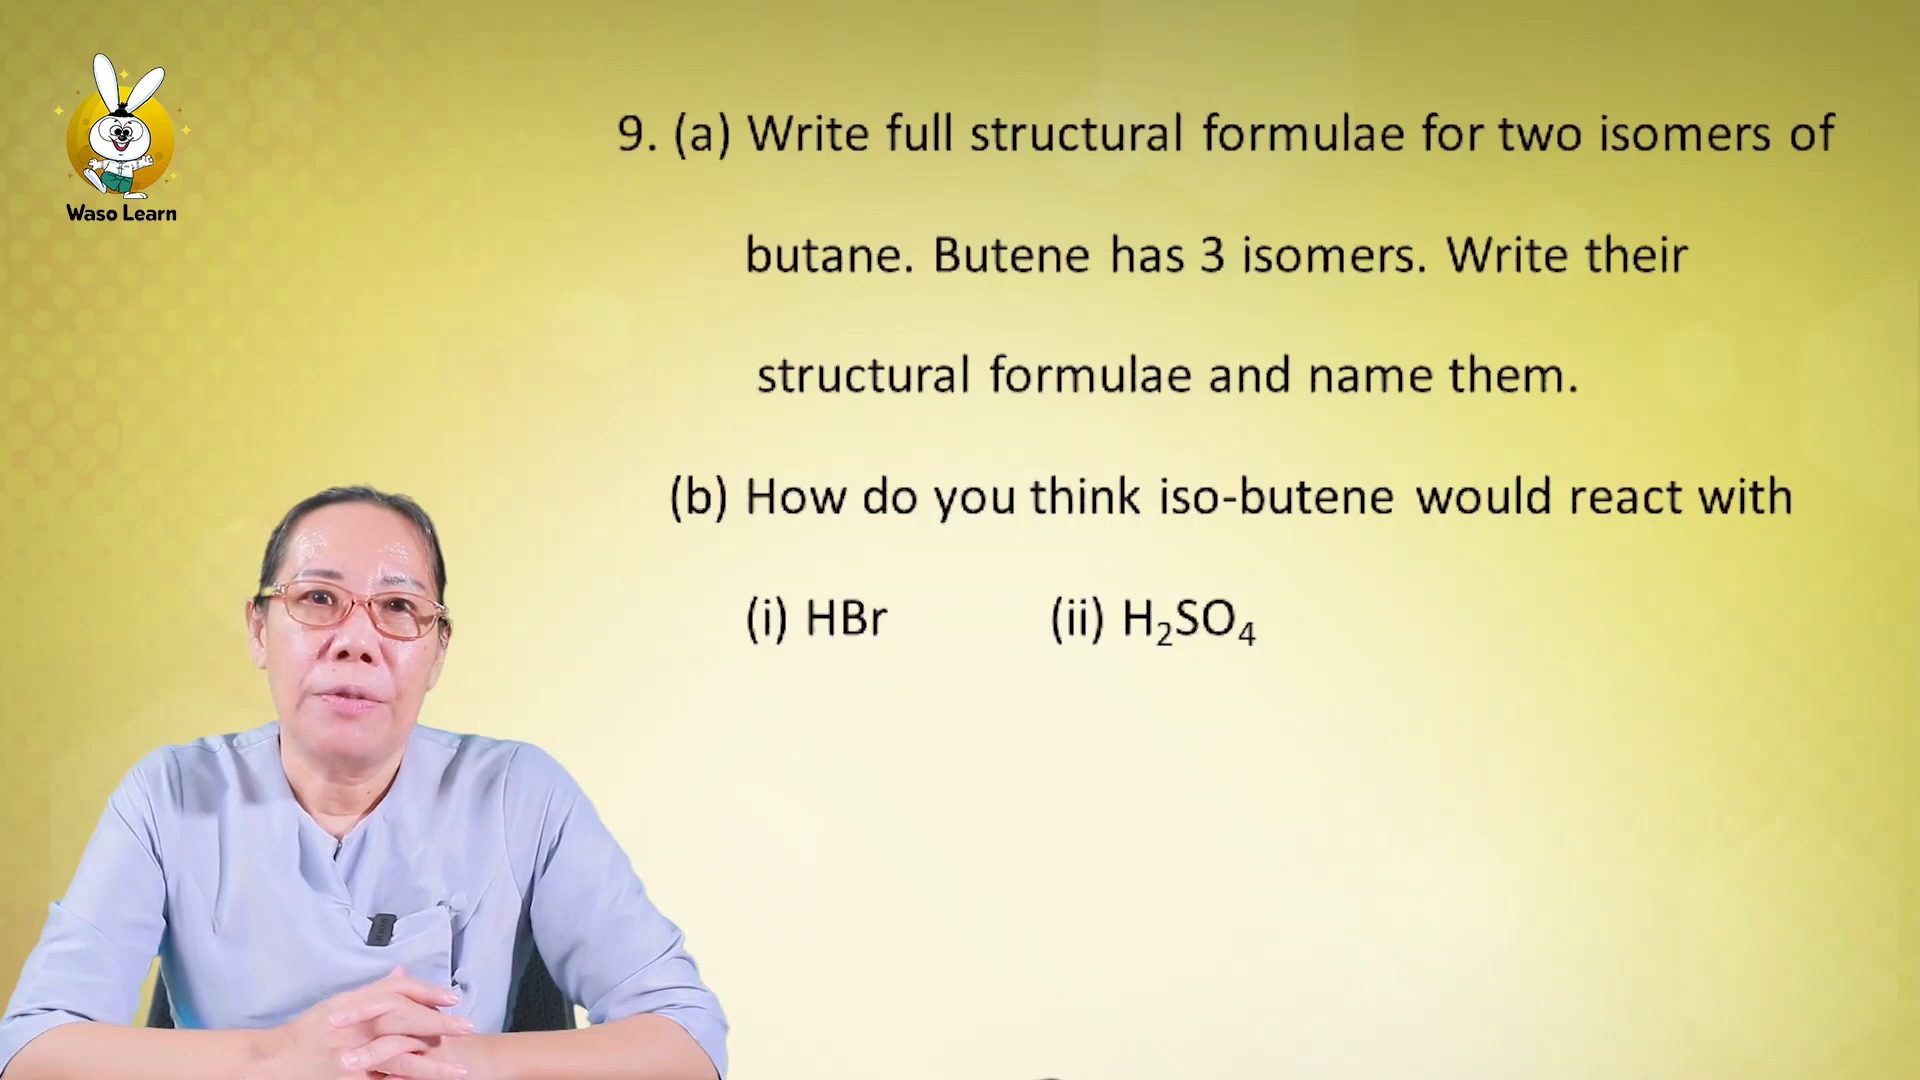 Waso Learn
9. (a) Write full structural formulae for two isomers of
butane. Butene has 3 isomers. Write their
structural formulae and name them.
(b) How do you think iso-butene would react with
(i) HBr (ii) H₂SO₄